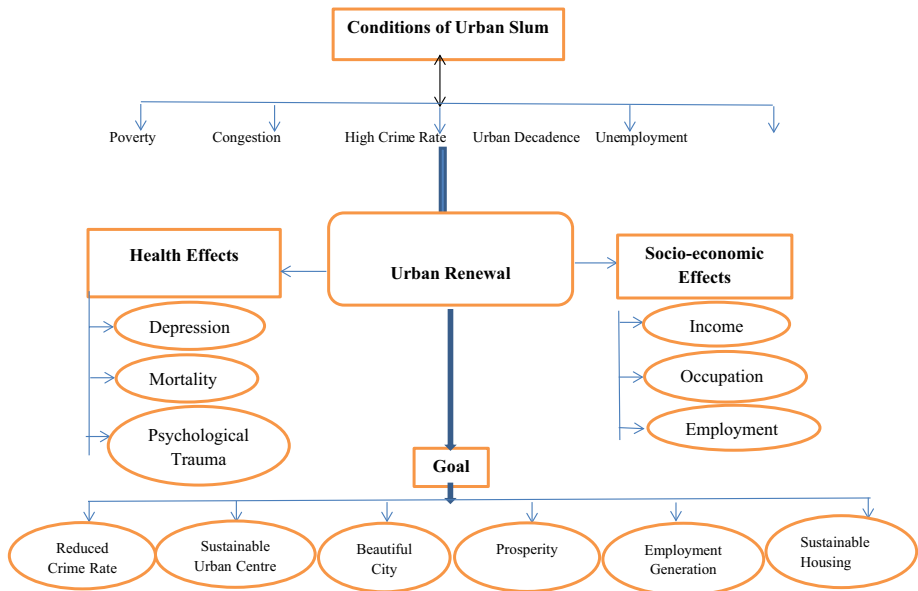 Conditions of Urban Slum
Poverty Congestion High Crime Rate Urban Decadence Unemployment
Health Effects
Urban Renewal
Socio-economic
Effects
Depression
Mortality
Psychological
Trauma
Income
Occupation
Employment
Goal
Reduced
Crime Rate
Sustainable
Urban Centre
Beautiful
City
Prosperity
Employment
Generation
Sustainable
Housing